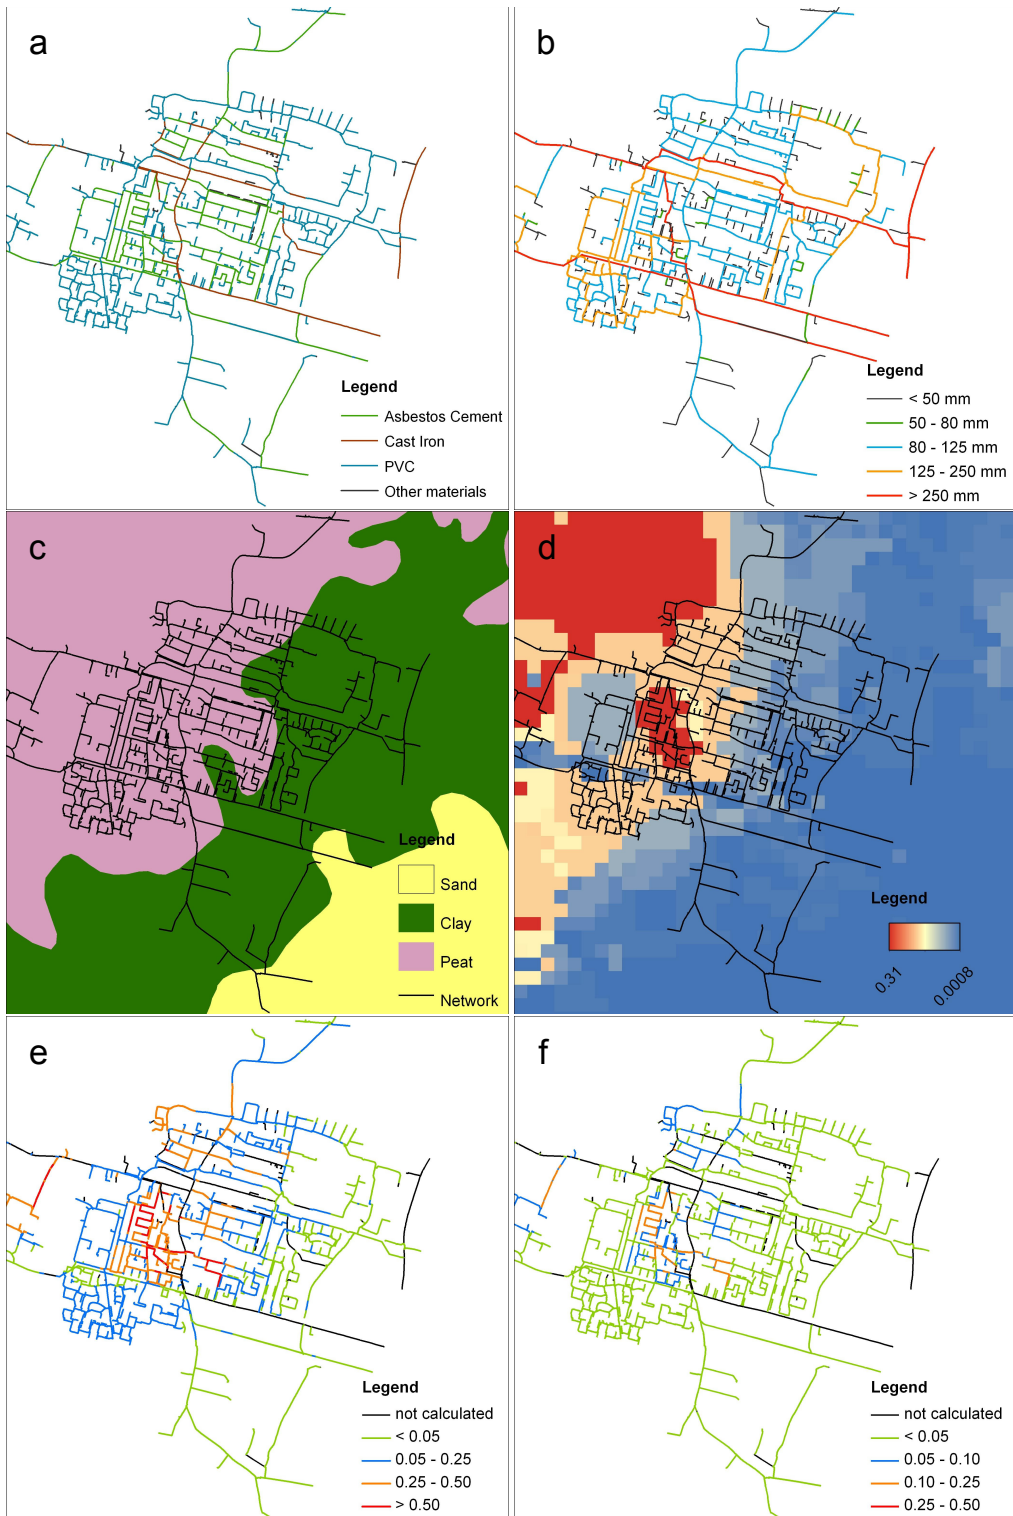 a
Legend
Asbestos Cement
Cast Iron
PVC
Other materials
b
Legend
< 50 mm
50 - 80 mm
80 - 125 mm
125 - 250 mm
> 250 mm
c
Legend
Sand
Clay
Peat
Network
d
Legend
0.31
0.0008
e
Legend
not calculated
< 0.05
0.05 - 0.25
0.25 - 0.50
> 0.50
f
Legend
not calculated
< 0.05
0.05 - 0.10
0.10 - 0.25
0.25 - 0.50